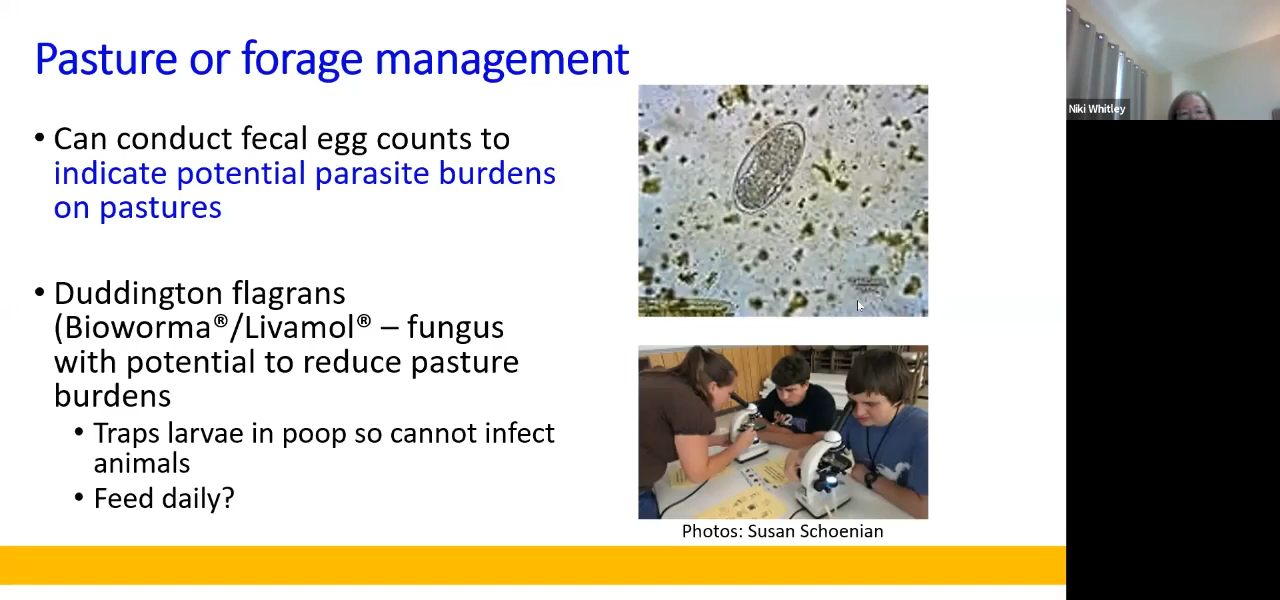 Pasture or forage management
• Can conduct fecal egg counts to
indicate potential parasite burdens
on pastures
• Duddington flagrans
(Bioworma®/Livamol® – fungus
with potential to reduce pasture
burdens
• Traps larvae in poop so cannot infect
animals
• Feed daily?
Photos: Susan Schoenian
Niki Whitley